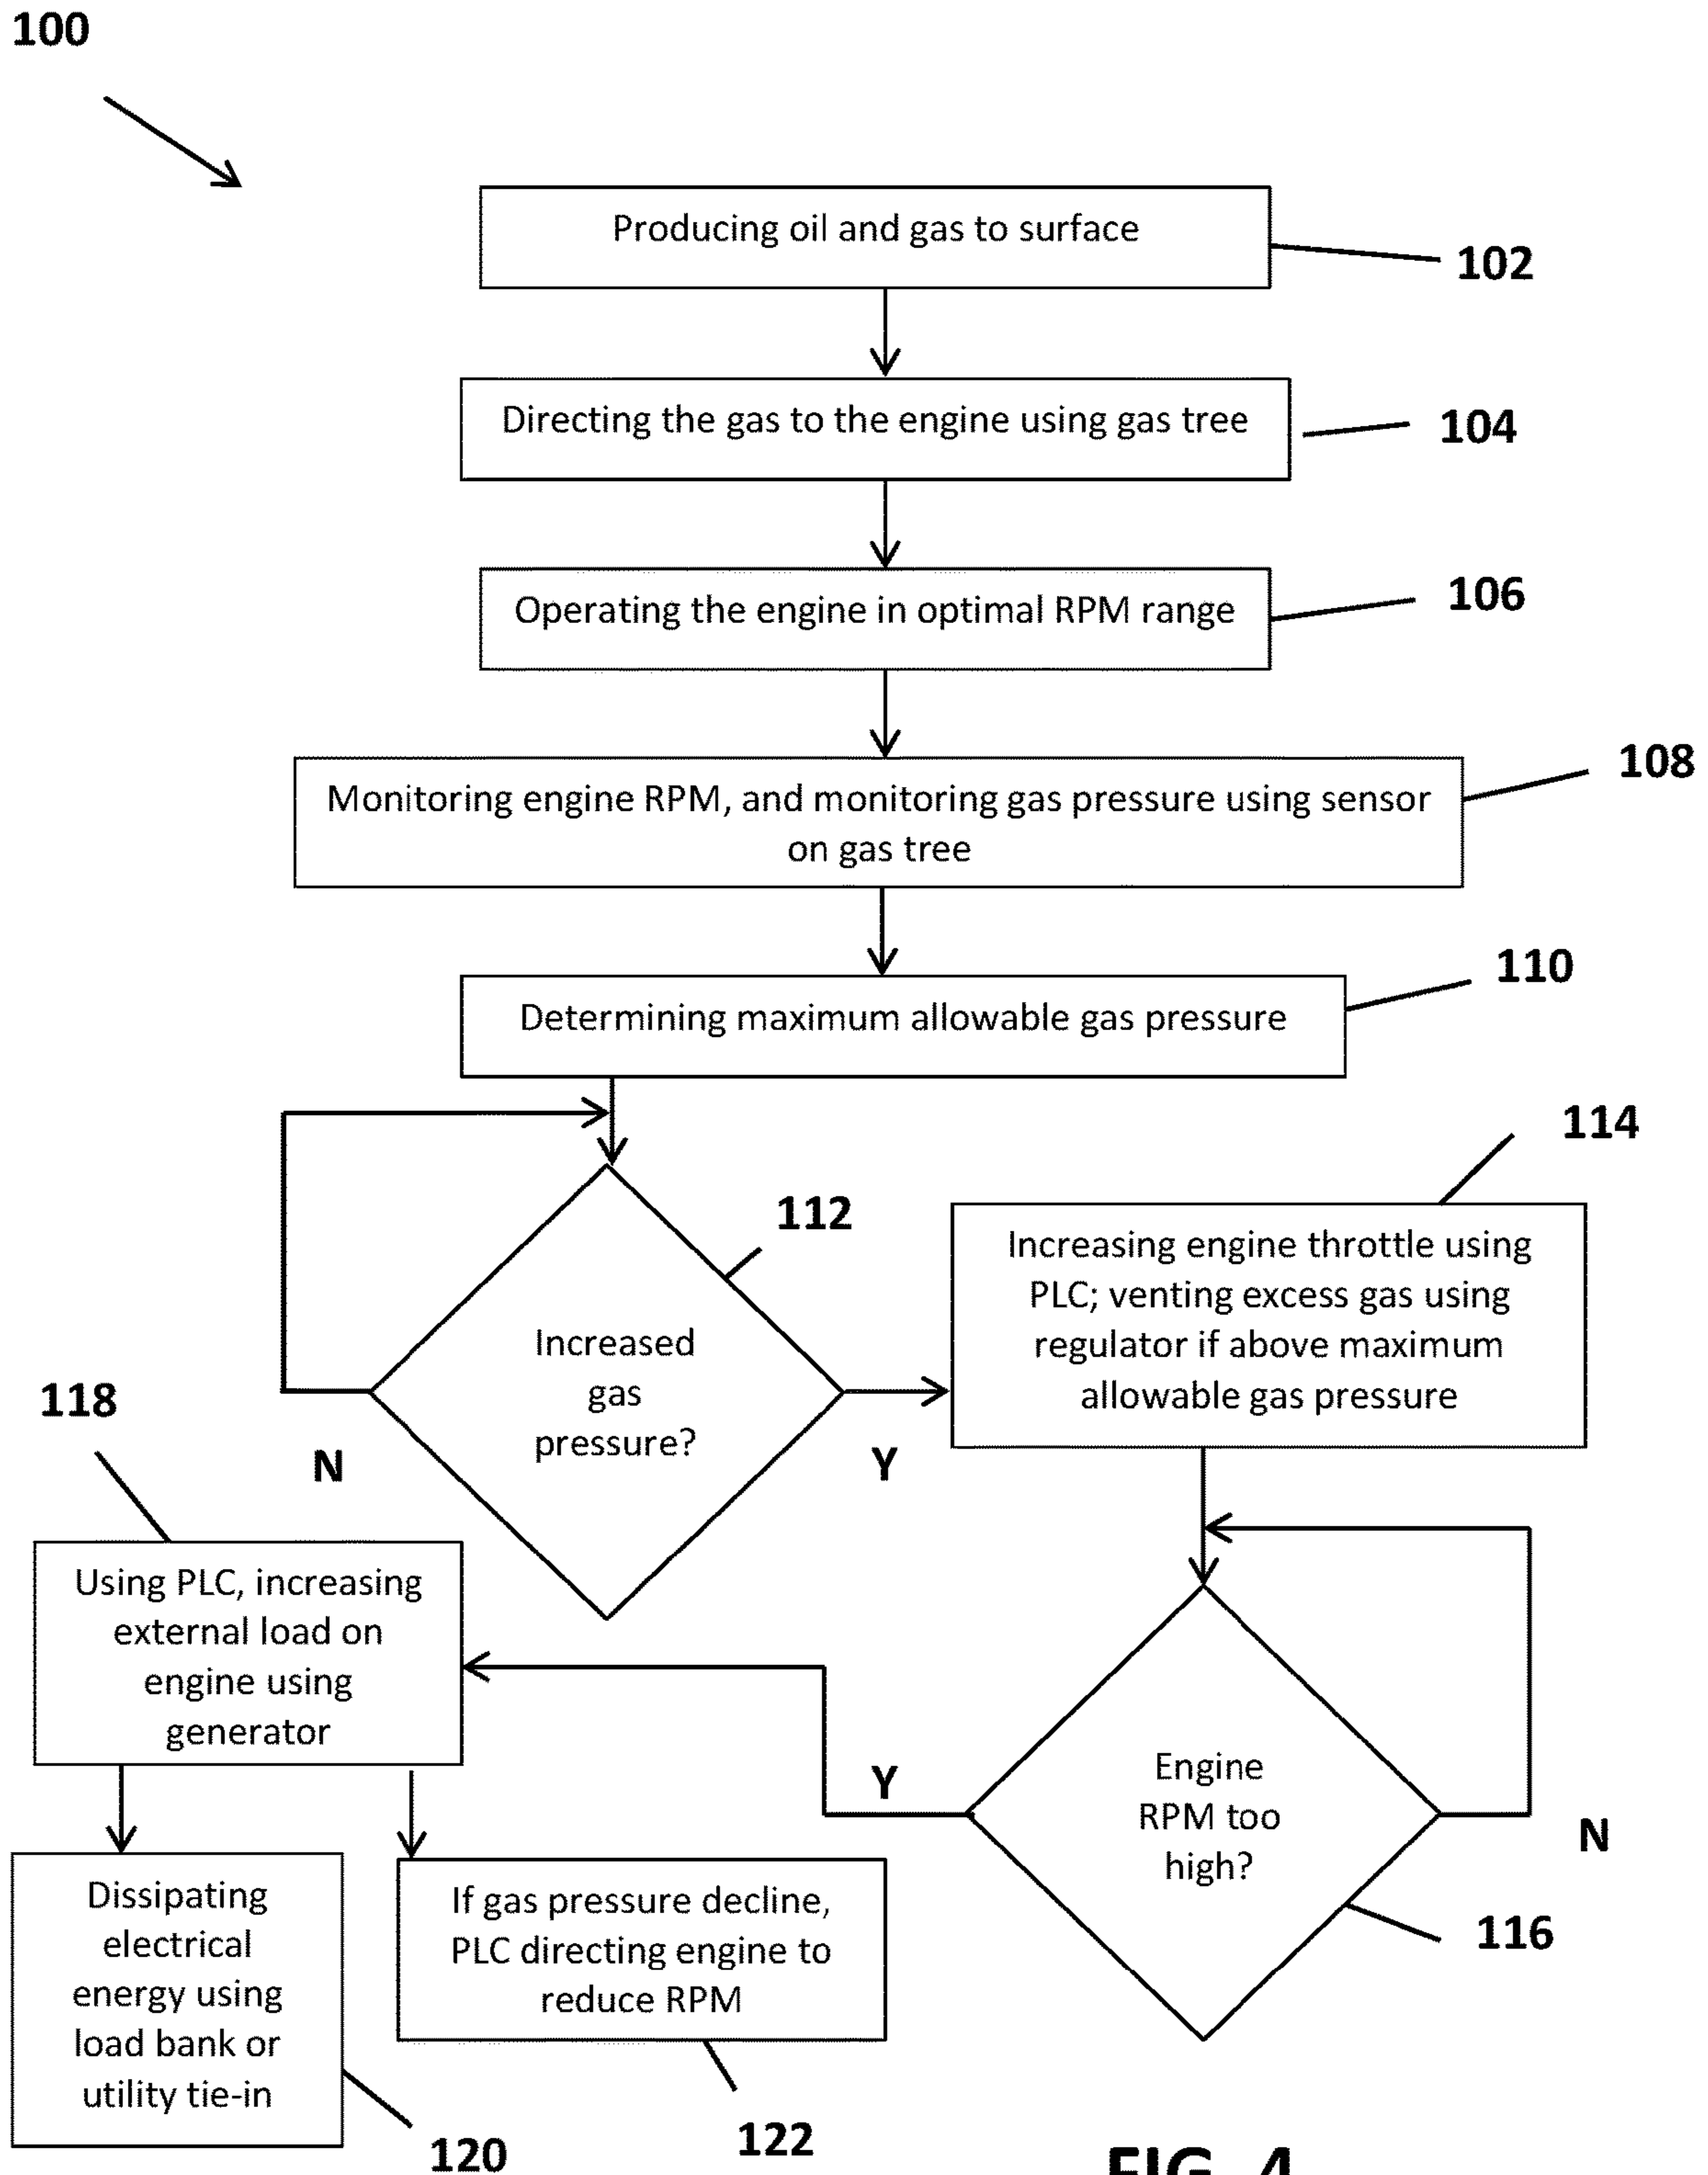 100
Producing oil and gas to surface
102
Directing the gas to the engine using gas tree
104
Operating the engine in optimal RPM range
106
Monitoring engine RPM, and monitoring gas pressure using sensor
on gas tree
108
Determining maximum allowable gas pressure
110
112
Increased
gas
pressure?
N
Y
114
Increasing engine throttle using
PLC; venting excess gas using
regulator if above maximum
allowable gas pressure
118
Using PLC, increasing
external load on
engine using
generator
Y
Engine
RPM too
high?
N
116
Dissipating
electrical
energy using
load bank or
utility tie-in
120
If gas pressure decline,
PLC directing engine to
reduce RPM
122
FIG. 4